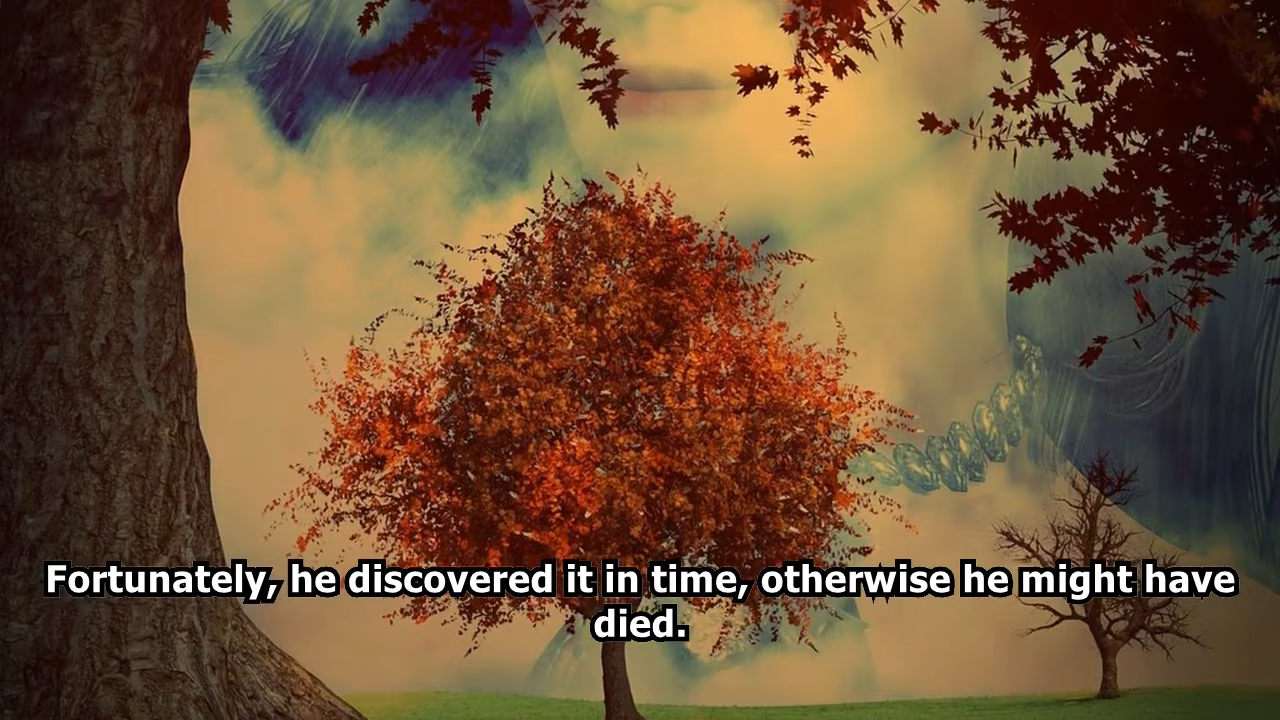 Fortunately, he discovered it in time, otherwise he might have
died.